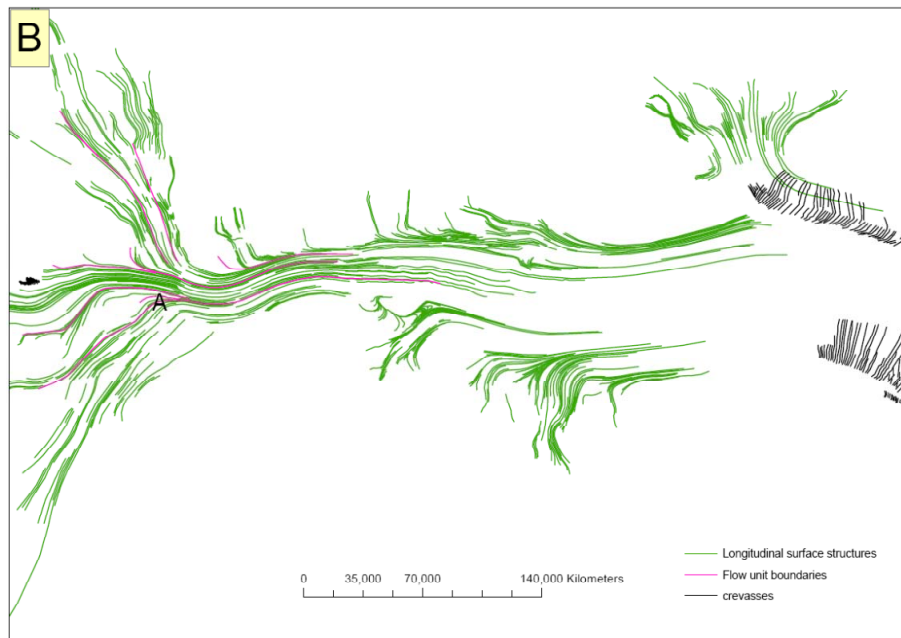 B
A
0 35,000 70,000 140,000 Kilometers
Longitudinal surface structures
Flow unit boundaries
crevasses